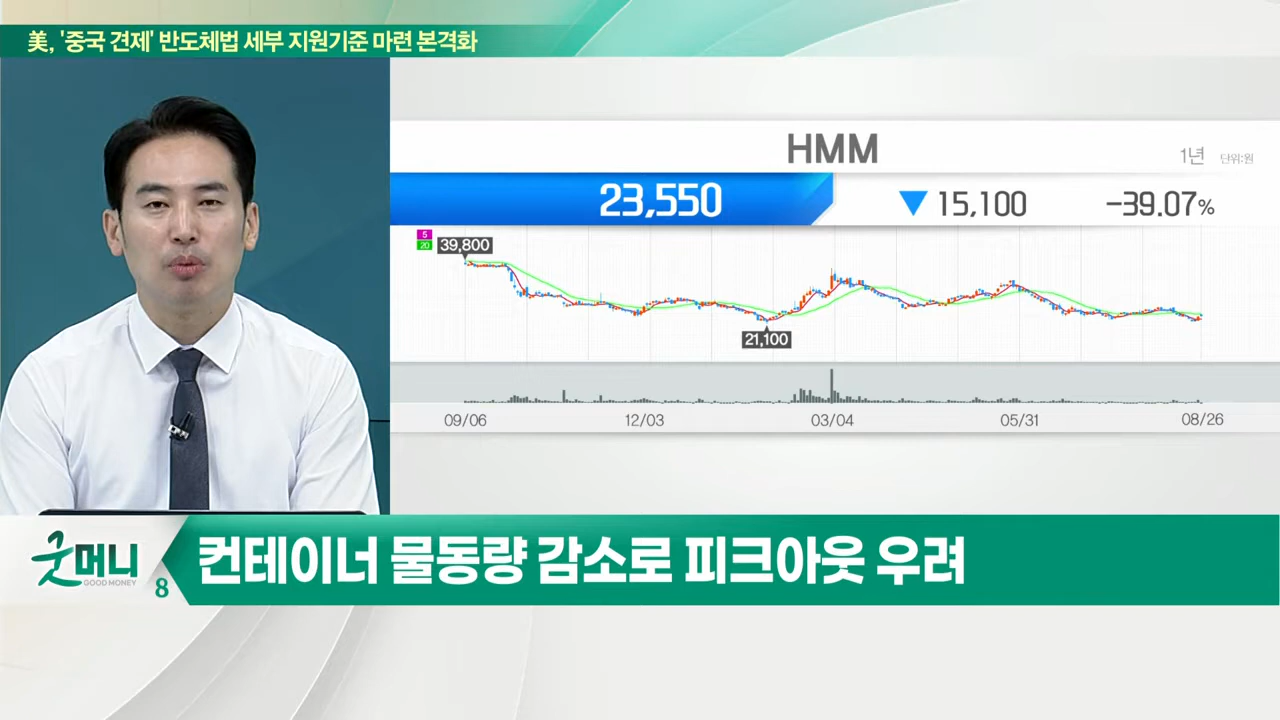 美, '중국 견제' 반도체법 세부 지원기준 마련 본격화
HMM
1년 단위:원
23,550 ▼ 15,100 -39.07%
5
20
39,800
21,100
09/06 12/03 03/04 05/31 08/26
굿머니
GOOD MONEY
8
컨테이너 물동량 감소로 피크아웃 우려